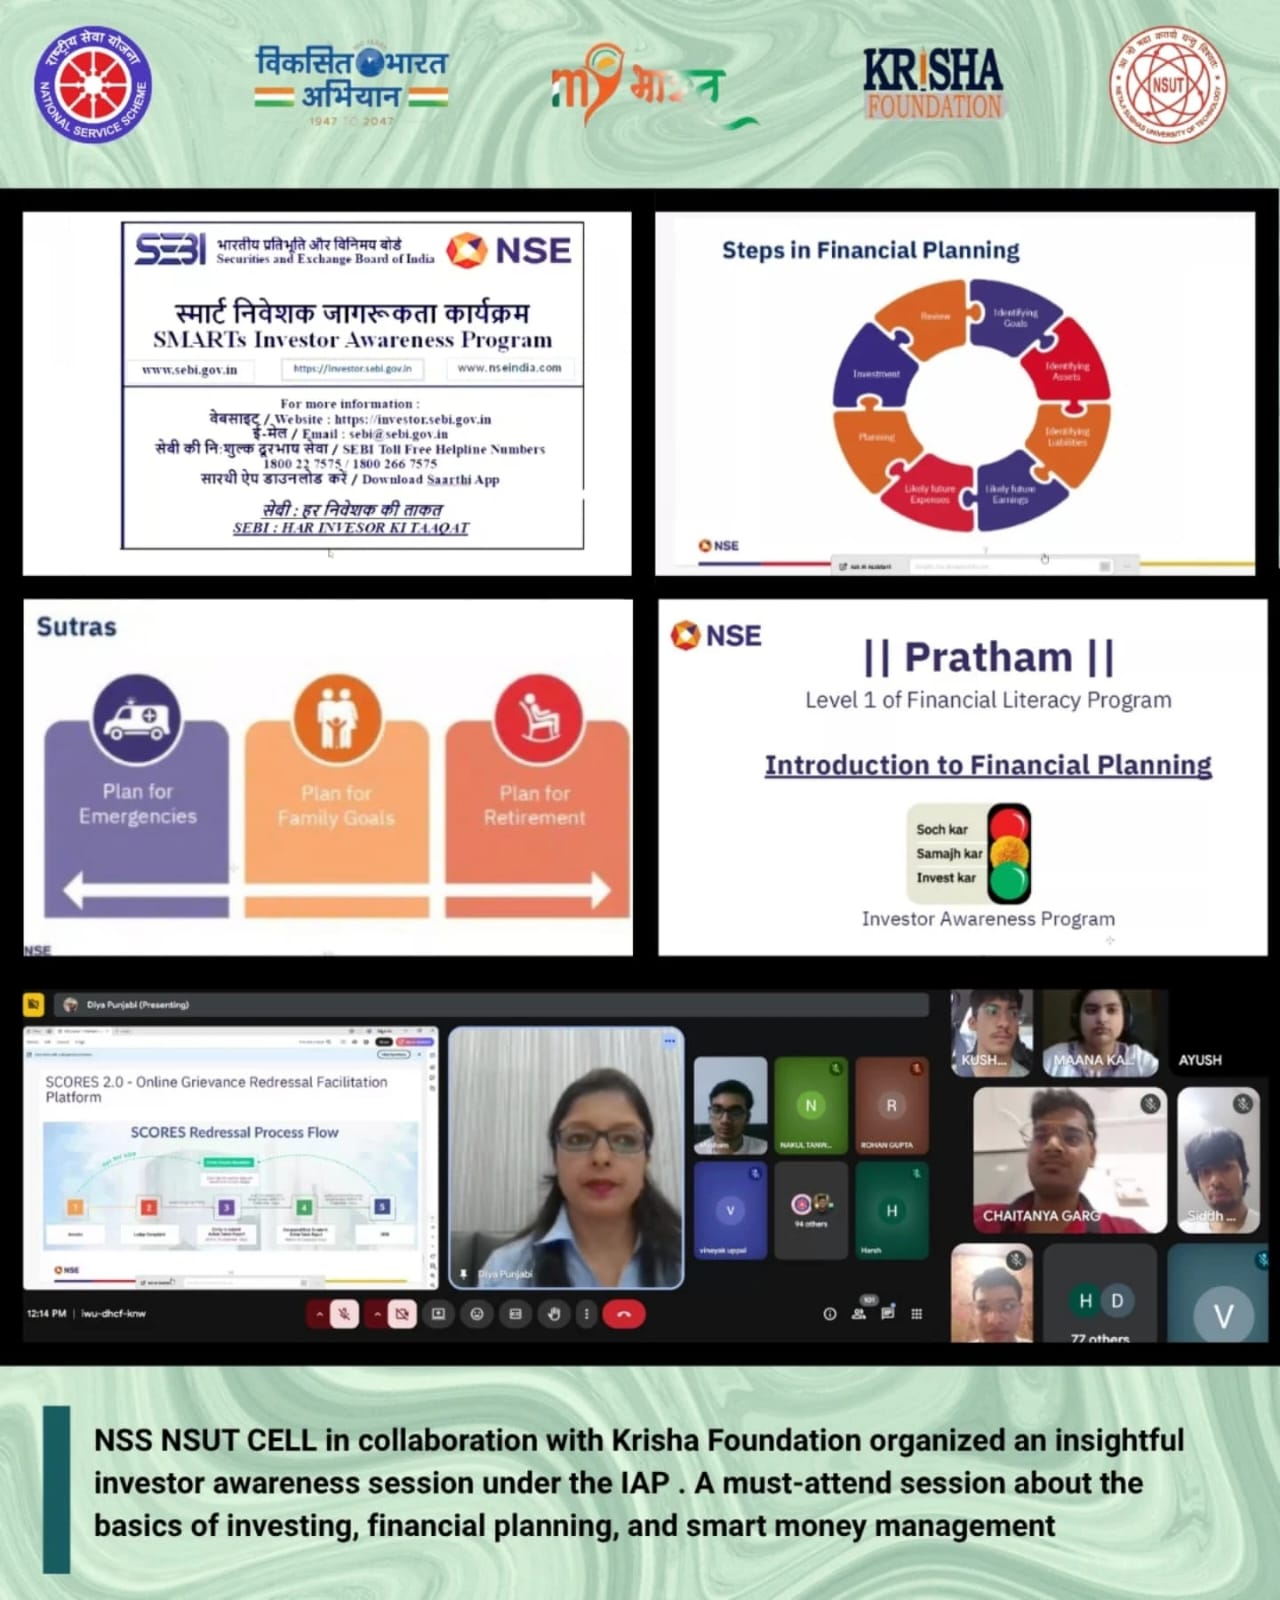 राष्ट्रीय सेवा योजना
NATIONAL SERVICE SCHEME
विकसित भारत
अभियान
1947 TO 2047
my भारत
KRISHA
FOUNDATION
NSUT
NETAJI SUBHAS UNIVERSITY OF TECHNOLOGY
SEBI भारतीय प्रतिभूति और विनिमय बोर्ड
Securities and Exchange Board of India
NSE
स्मार्ट निवेशक जागरूकता कार्यक्रम
SMARTs Investor Awareness Program
www.sebi.gov.in https://investor.sebi.gov.in www.nseindia.com
For more information :
वेबसाइट / Website : https://investor.sebi.gov.in
ई-मेल / Email : sebi@sebi.gov.in
सेबी की नि:शुल्क दूरभाष सेवा / SEBI Toll Free Helpline Numbers
1800 22 7575 / 1800 266 7575
सारथी ऐप डाउनलोड करें / Download Saarthi App
सेबी : हर निवेशक की ताकत
SEBI : HAR INVESOR KI TAAQAT
Steps in Financial Planning
Identifying
Goals
Identifying
Assets
Identifying
Liabilities
Likely future
Earnings
Likely future
Expenses
Planning
Investment
Review
NSE
Sutras
Plan for
Emergencies
Plan for
Family Goals
Plan for
Retirement
NSE
NSE
|| Pratham ||
Level 1 of Financial Literacy Program
Introduction to Financial Planning
Soch kar
Samajh kar
Invest kar
Investor Awareness Program
Diya Punjabi (Presenting)
SCORES 2.0 - Online Grievance Redressal Facilitation
Platform
SCORES Redressal Process Flow
1 2 3 4 5
NSE
Diya Punjabi
N
NAKUL TANW...
R
ROHAN GUPTA
V
vinayak uppal
94 others
H
Harsh
12:14 PM | iwu-dhcf-knw
101
KUSH...
MAANA KA...
AYUSH
CHAITANYA GARG
Siddh ...
H D
77 others
V
NSS NSUT CELL in collaboration with Krisha Foundation organized an insightful
investor awareness session under the IAP . A must-attend session about the
basics of investing, financial planning, and smart money management